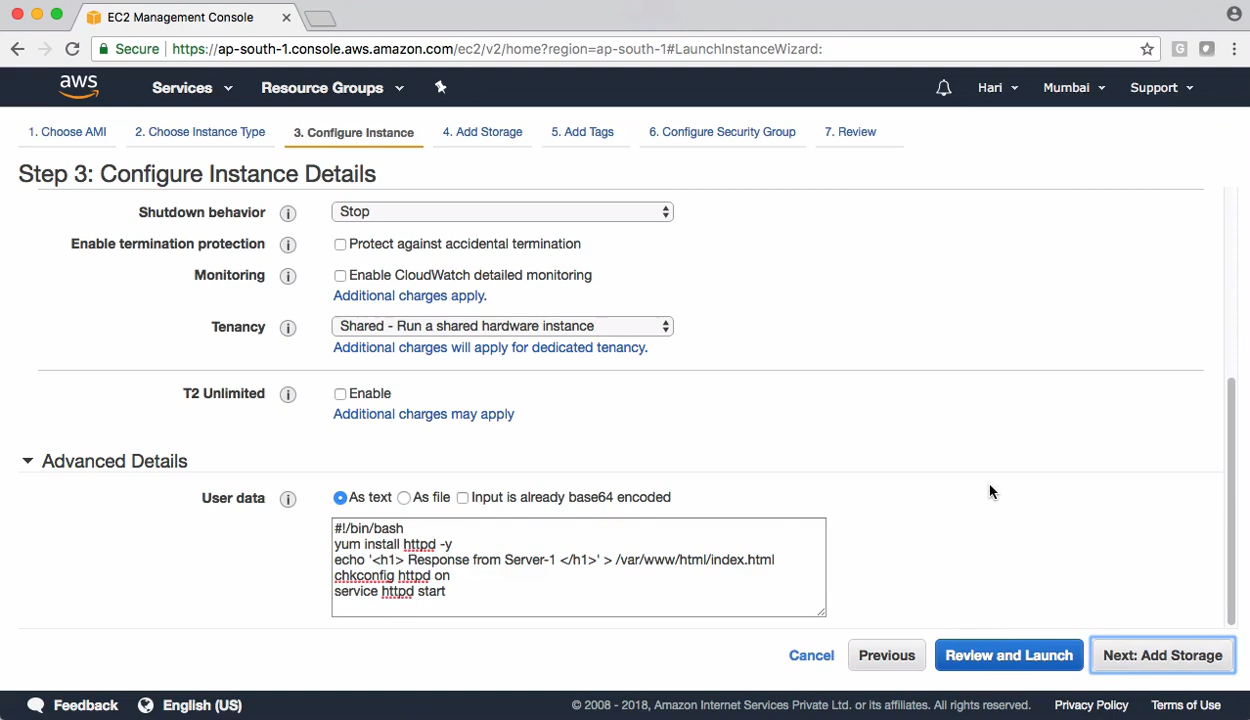 EC2 Management Console
Secure | https://ap-south-1.console.aws.amazon.com/ec2/v2/home?region=ap-south-1#LaunchInstanceWizard:
aws Services Resource Groups Hari Mumbai Support
1. Choose AMI 2. Choose Instance Type 3. Configure Instance 4. Add Storage 5. Add Tags 6. Configure Security Group 7. Review
Step 3: Configure Instance Details
Shutdown behavior i Stop
Enable termination protection i Protect against accidental termination
Monitoring i Enable CloudWatch detailed monitoring
Additional charges apply.
Tenancy i Shared - Run a shared hardware instance
Additional charges will apply for dedicated tenancy.
T2 Unlimited i Enable
Additional charges may apply
Advanced Details
User data i As text As file Input is already base64 encoded
#!/bin/bash
yum install httpd -y
echo '<h1> Response from Server-1 </h1>' > /var/www/html/index.html
chkconfig httpd on
service httpd start
Cancel Previous Review and Launch Next: Add Storage
Feedback English (US) © 2008 - 2018, Amazon Internet Services Private Ltd. or its affiliates. All rights reserved. Privacy Policy Terms of Use